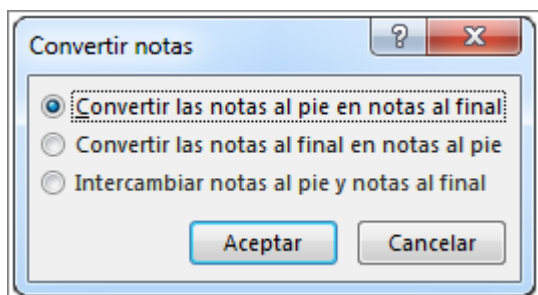 Convertir notas
Convertir las notas al pie en notas al final
Convertir las notas al final en notas al pie
Intercambiar notas al pie y notas al final
Aceptar Cancelar